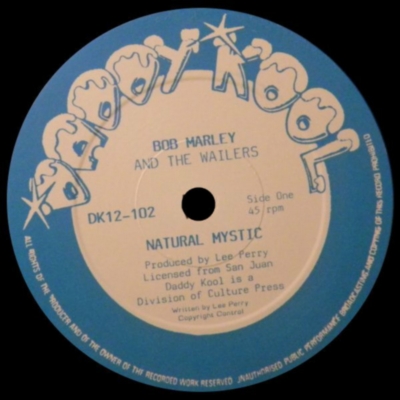 DADDY KOOL
BOB MARLEY
AND THE WAILERS
DK12-102
Side One
45 rpm
NATURAL MYSTIC
Produced by Lee Perry
Licensed from San Juan
Daddy Kool is a
Division of Culture Press
Written by Lee Perry
Copyright Control
ALL RIGHTS OF THE PRODUCER AND OF THE OWNER OF THE RECORDED WORK RESERVED. UNAUTHORISED PUBLIC PERFORMANCE BROADCASTING AND COPYING OF THIS RECORD PROHIBITED